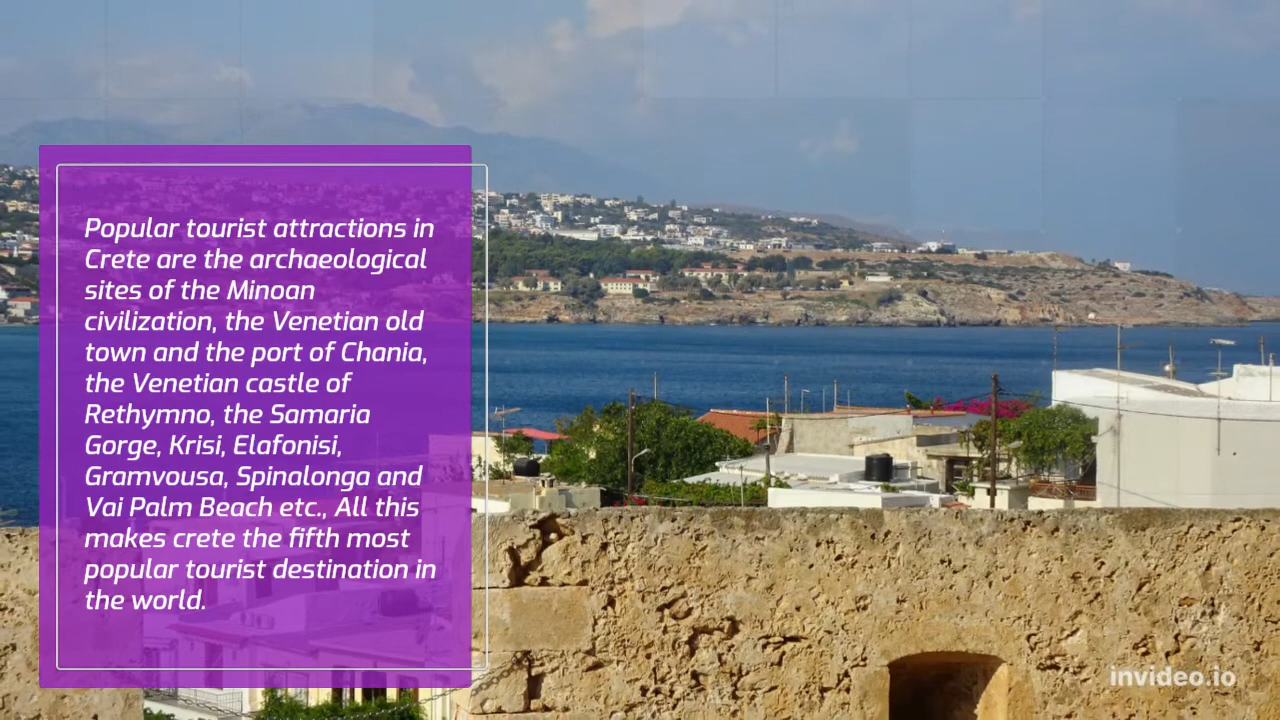 Popular tourist attractions in
Crete are the archaeological
sites of the Minoan
civilization, the Venetian old
town and the port of Chania,
the Venetian castle of
Rethymno, the Samaria
Gorge, Krisi, Elafonisi,
Gramvousa, Spinalonga and
Vai Palm Beach etc., All this
makes crete the fifth most
popular tourist destination in
the world.
invideo.io